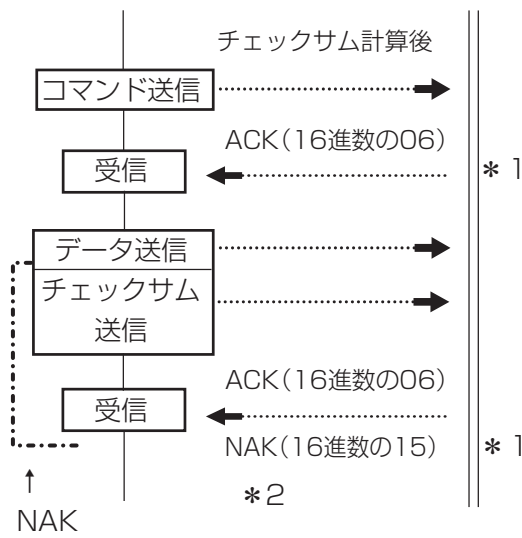 チェックサム計算後
コマンド送信
ACK（16進数の06）
受信
＊1
データ送信
チェックサム
送信
ACK（16進数の06）
受信
NAK（16進数の15）
＊1
＊2
NAK